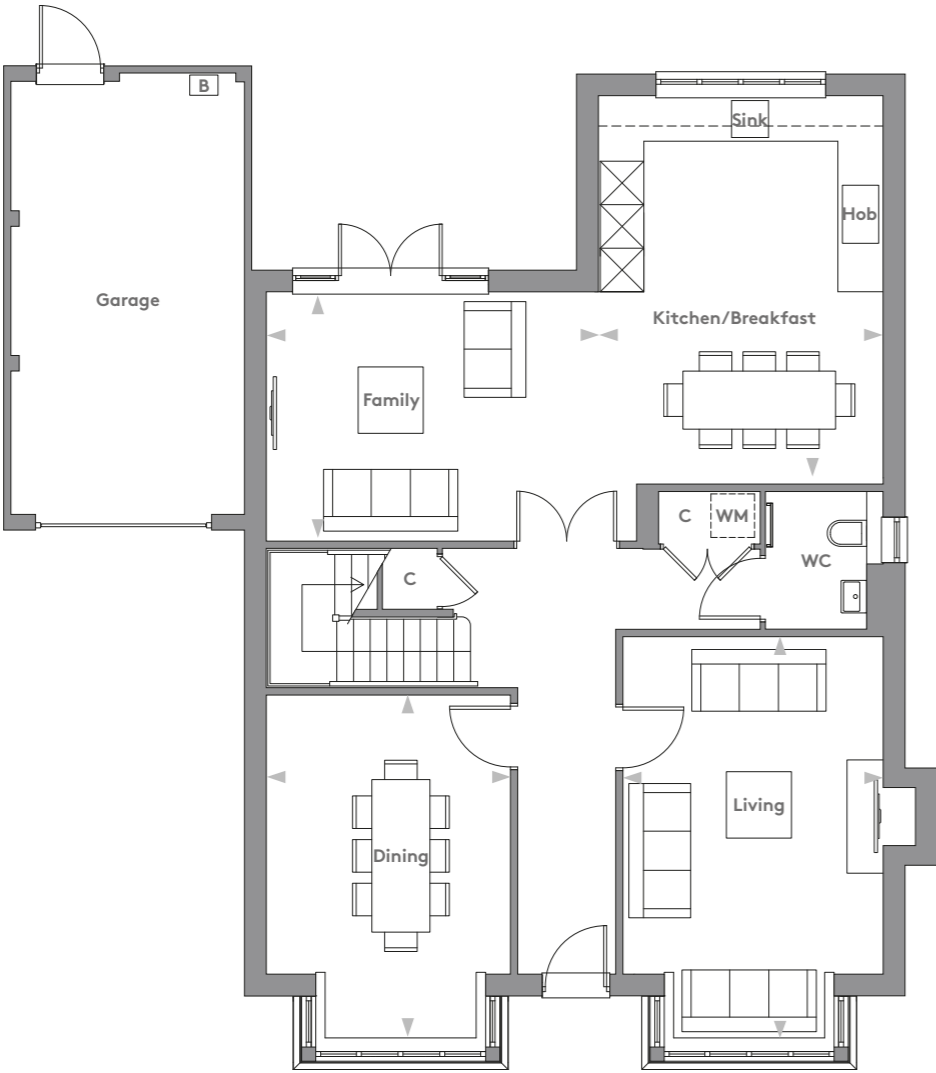 B
Sink
Hob
Garage
Kitchen/Breakfast
Family
C
WM
WC
C
Living
Dining